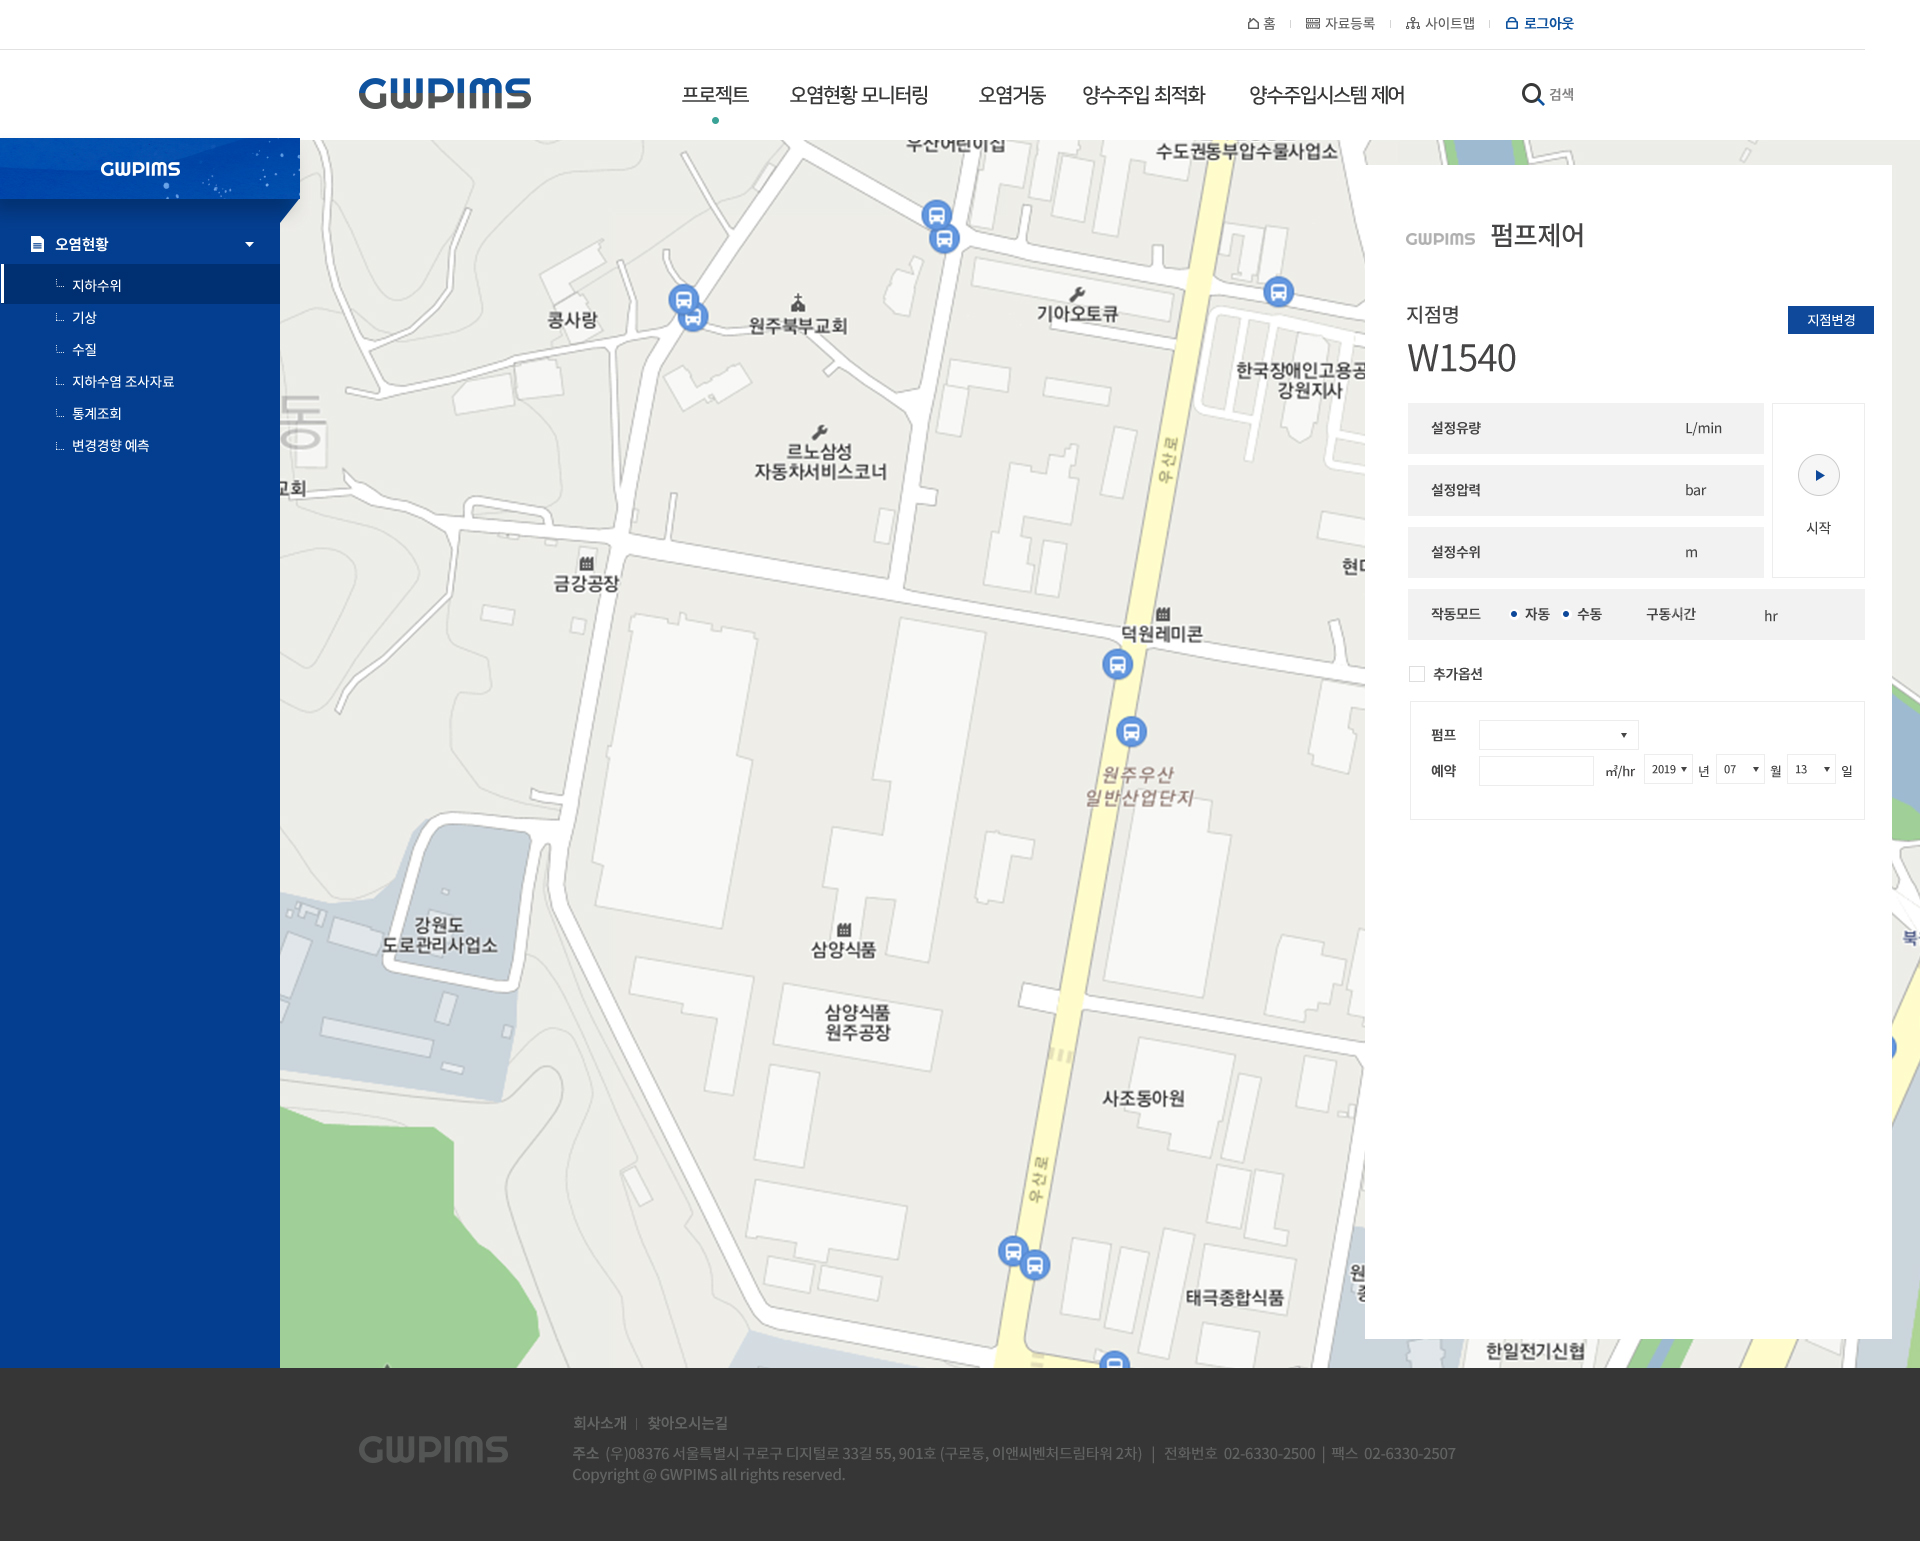 홈 자료등록 사이트맵 로그아웃
GWPIMS 프로젝트 오염현황 모니터링 오염거동 양수주입 최적화 양수주입시스템 제어 검색
GWPIMS
오염현황
지하수위
기상
수질
지하수염 조사자료
통계조회
변경경향 예측
우산어린이집
수도권동부압수물사업소
콩사랑
원주북부교회
기아오토큐
한국장애인고용공
강원지사
동
교회
르노삼성
자동차서비스코너
우산로
금강공장
덕원레미콘
원주우산
일반산업단지
강원도
도로관리사업소
삼양식품
삼양식품
원주공장
사조동아원
우산로
태극종합식품
원
한일전기신협
북
GWPIMS 펌프제어
지점명
지점변경
W1540
설정유량 L/min
설정압력 bar
설정수위 m
시작
작동모드 자동 수동 구동시간 hr
추가옵션
펌프
예약 ㎥/hr 2019 년 07 월 13 일
GWPIMS
회사소개 찾아오시는길
주소 (우)08376 서울특별시 구로구 디지털로 33길 55, 901호 (구로동, 이앤씨벤처드림타워 2차) | 전화번호 02-6330-2500 | 팩스 02-6330-2507
Copyright @ GWPIMS all rights reserved.